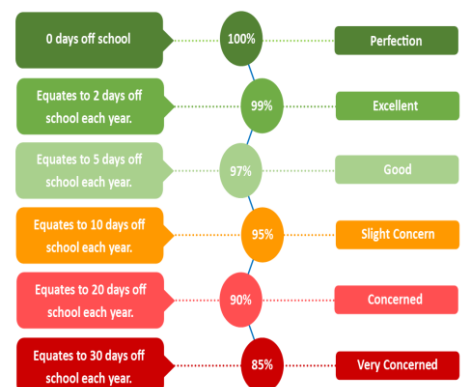 0 days off school
100%
Perfection
Equates to 2 days off
school each year.
99%
Excellent
Equates to 5 days off
school each year.
97%
Good
Equates to 10 days off
school each year.
95%
Slight Concern
Equates to 20 days off
school each year.
90%
Concerned
Equates to 30 days off
school each year.
85%
Very Concerned